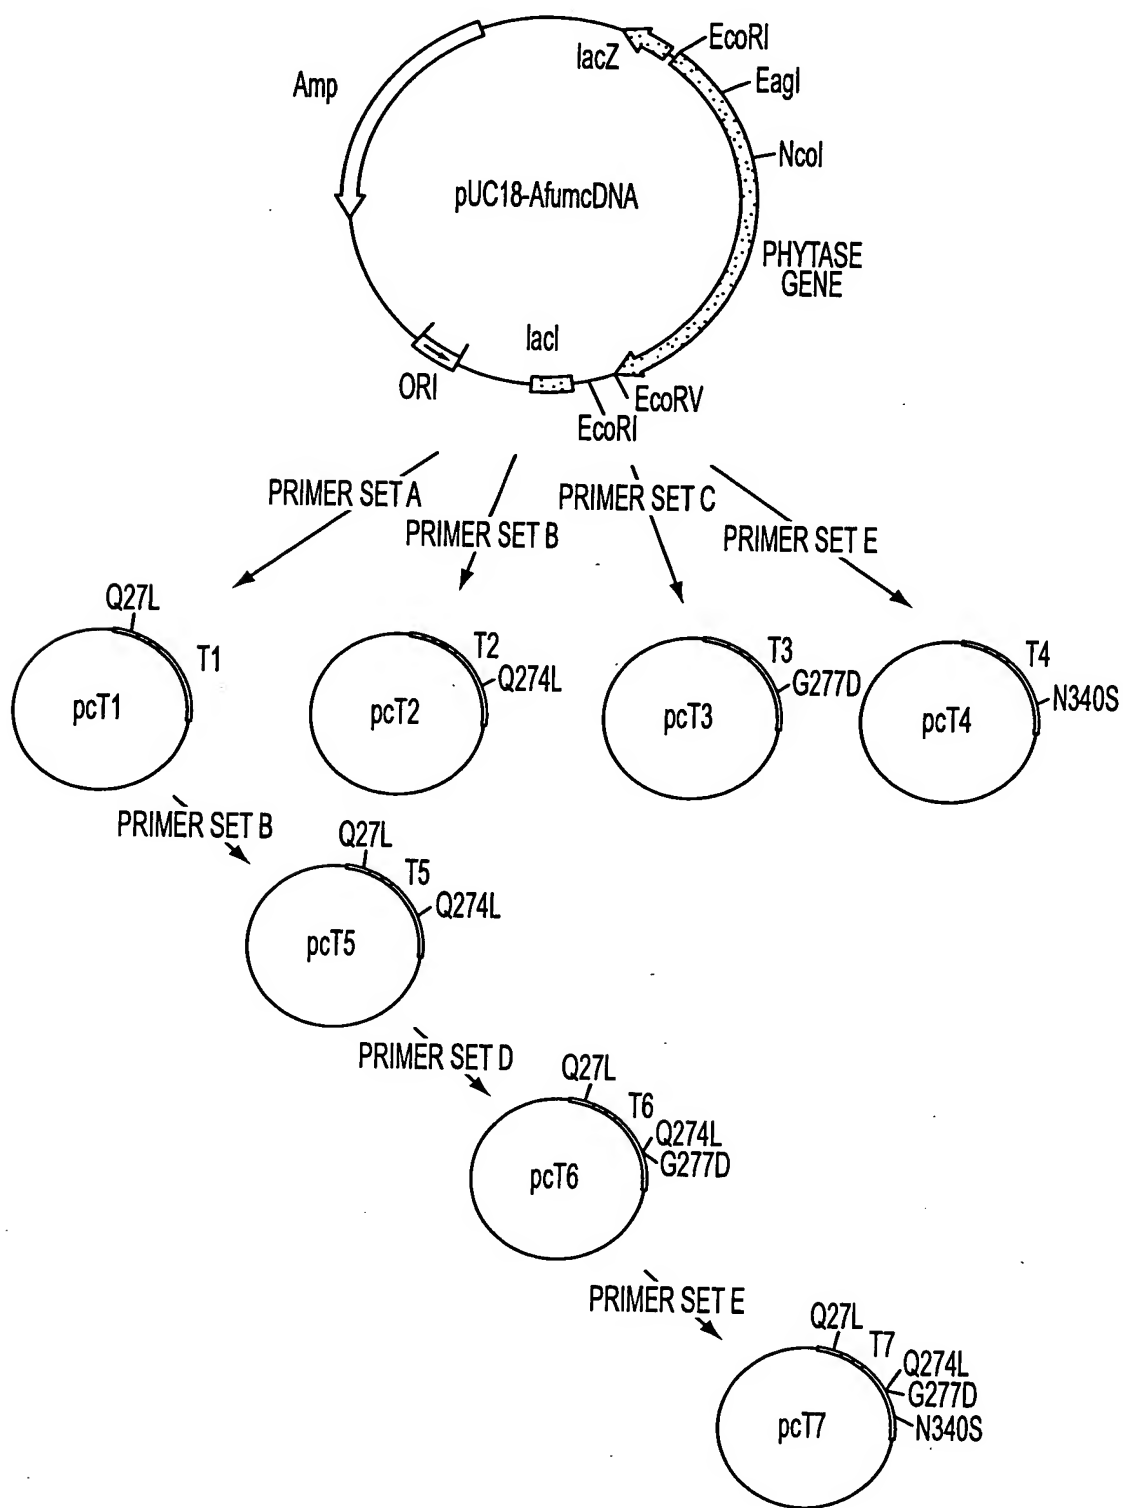 EcoRI
lacZ
EagI
Amp
NcoI
pUC18-AfumcDNA
PHYTASE
GENE
lacI
ORI
EcoRV
EcoRI
PRIMER SET A
PRIMER SET C
PRIMER SET B
PRIMER SET E
Q27L
T1
pcT1
T2
Q274L
pcT2
T3
G277D
pcT3
T4
N340S
pcT4
PRIMER SET B
Q27L
T5
Q274L
pcT5
PRIMER SET D
Q27L
T6
Q274L
G277D
pcT6
PRIMER SET E
Q27L
T7
Q274L
G277D
N340S
pcT7